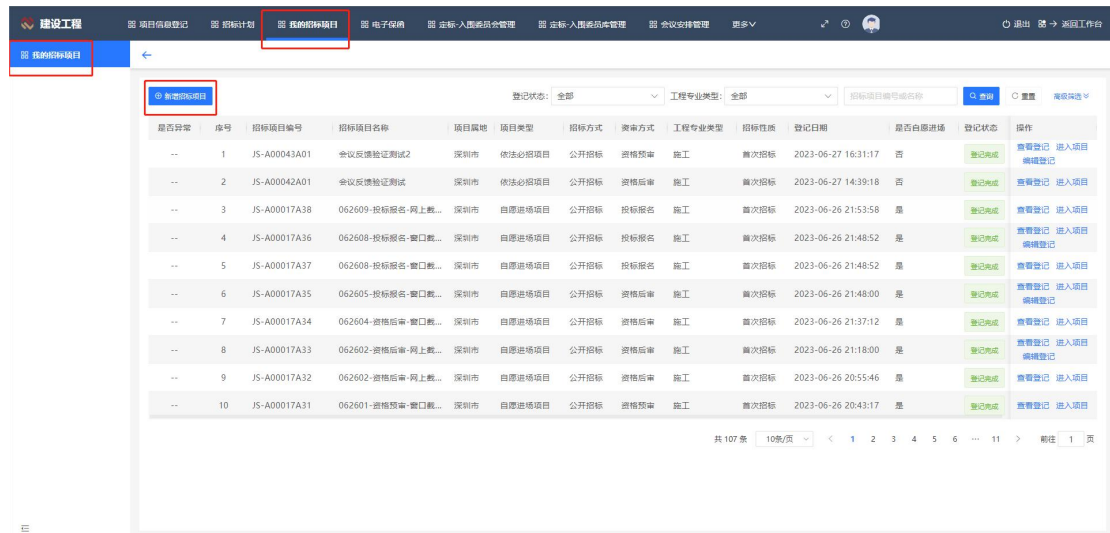 建设工程 项目信息登记 招标计划 我的招标项目 电子保函 定标-入围委员会管理 定标-入围委员库管理 会议安排管理 更多 退出 返回工作台
我的招标项目
新增招标项目 登记状态: 全部 工程专业类型: 全部 招标项目编号或名称 查询 重置 高级筛选
是否异常 序号 招标项目编号 招标项目名称 项目属地 项目类型 招标方式 资审方式 工程专业类型 招标性质 登记日期 是否自愿进场 登记状态 操作
-- 1 JS-A00043A01 会议反馈验证测试2 深圳市 依法必招项目 公开招标 资格预审 施工 首次招标 2023-06-27 16:31:17 否 登记完成 查看登记 进入项目
编辑登记
-- 2 JS-A00042A01 会议反馈验证测试 深圳市 依法必招项目 公开招标 资格后审 施工 首次招标 2023-06-27 14:39:18 否 登记完成 查看登记 进入项目
-- 3 JS-A00017A38 062609-投标报名-网上截... 深圳市 自愿进场项目 公开招标 投标报名 施工 首次招标 2023-06-26 21:53:58 是 登记完成 查看登记 进入项目
-- 4 JS-A00017A36 062608-投标报名-窗口截... 深圳市 自愿进场项目 公开招标 投标报名 施工 首次招标 2023-06-26 21:48:52 是 登记完成 查看登记 进入项目
编辑登记
-- 5 JS-A00017A37 062608-投标报名-窗口截... 深圳市 自愿进场项目 公开招标 投标报名 施工 首次招标 2023-06-26 21:48:52 是 登记完成 查看登记 进入项目
-- 6 JS-A00017A35 062605-投标报名-窗口截... 深圳市 自愿进场项目 公开招标 资格后审 施工 首次招标 2023-06-26 21:48:00 是 登记完成 查看登记 进入项目
编辑登记
-- 7 JS-A00017A34 062604-资格后审-窗口截... 深圳市 自愿进场项目 公开招标 资格后审 施工 首次招标 2023-06-26 21:37:12 是 登记完成 查看登记 进入项目
-- 8 JS-A00017A33 062602-资格后审-网上截... 深圳市 自愿进场项目 公开招标 资格后审 施工 首次招标 2023-06-26 21:18:00 是 登记完成 查看登记 进入项目
编辑登记
-- 9 JS-A00017A32 062602-资格后审-网上截... 深圳市 自愿进场项目 公开招标 资格后审 施工 首次招标 2023-06-26 20:55:46 是 登记完成 查看登记 进入项目
-- 10 JS-A00017A31 062601-资格预审-窗口截... 深圳市 自愿进场项目 公开招标 资格预审 施工 首次招标 2023-06-26 20:43:17 是 登记完成 查看登记 进入项目
共 107 条 10条/页 < 1 2 3 4 5 6 ... 11 > 前往 1 页